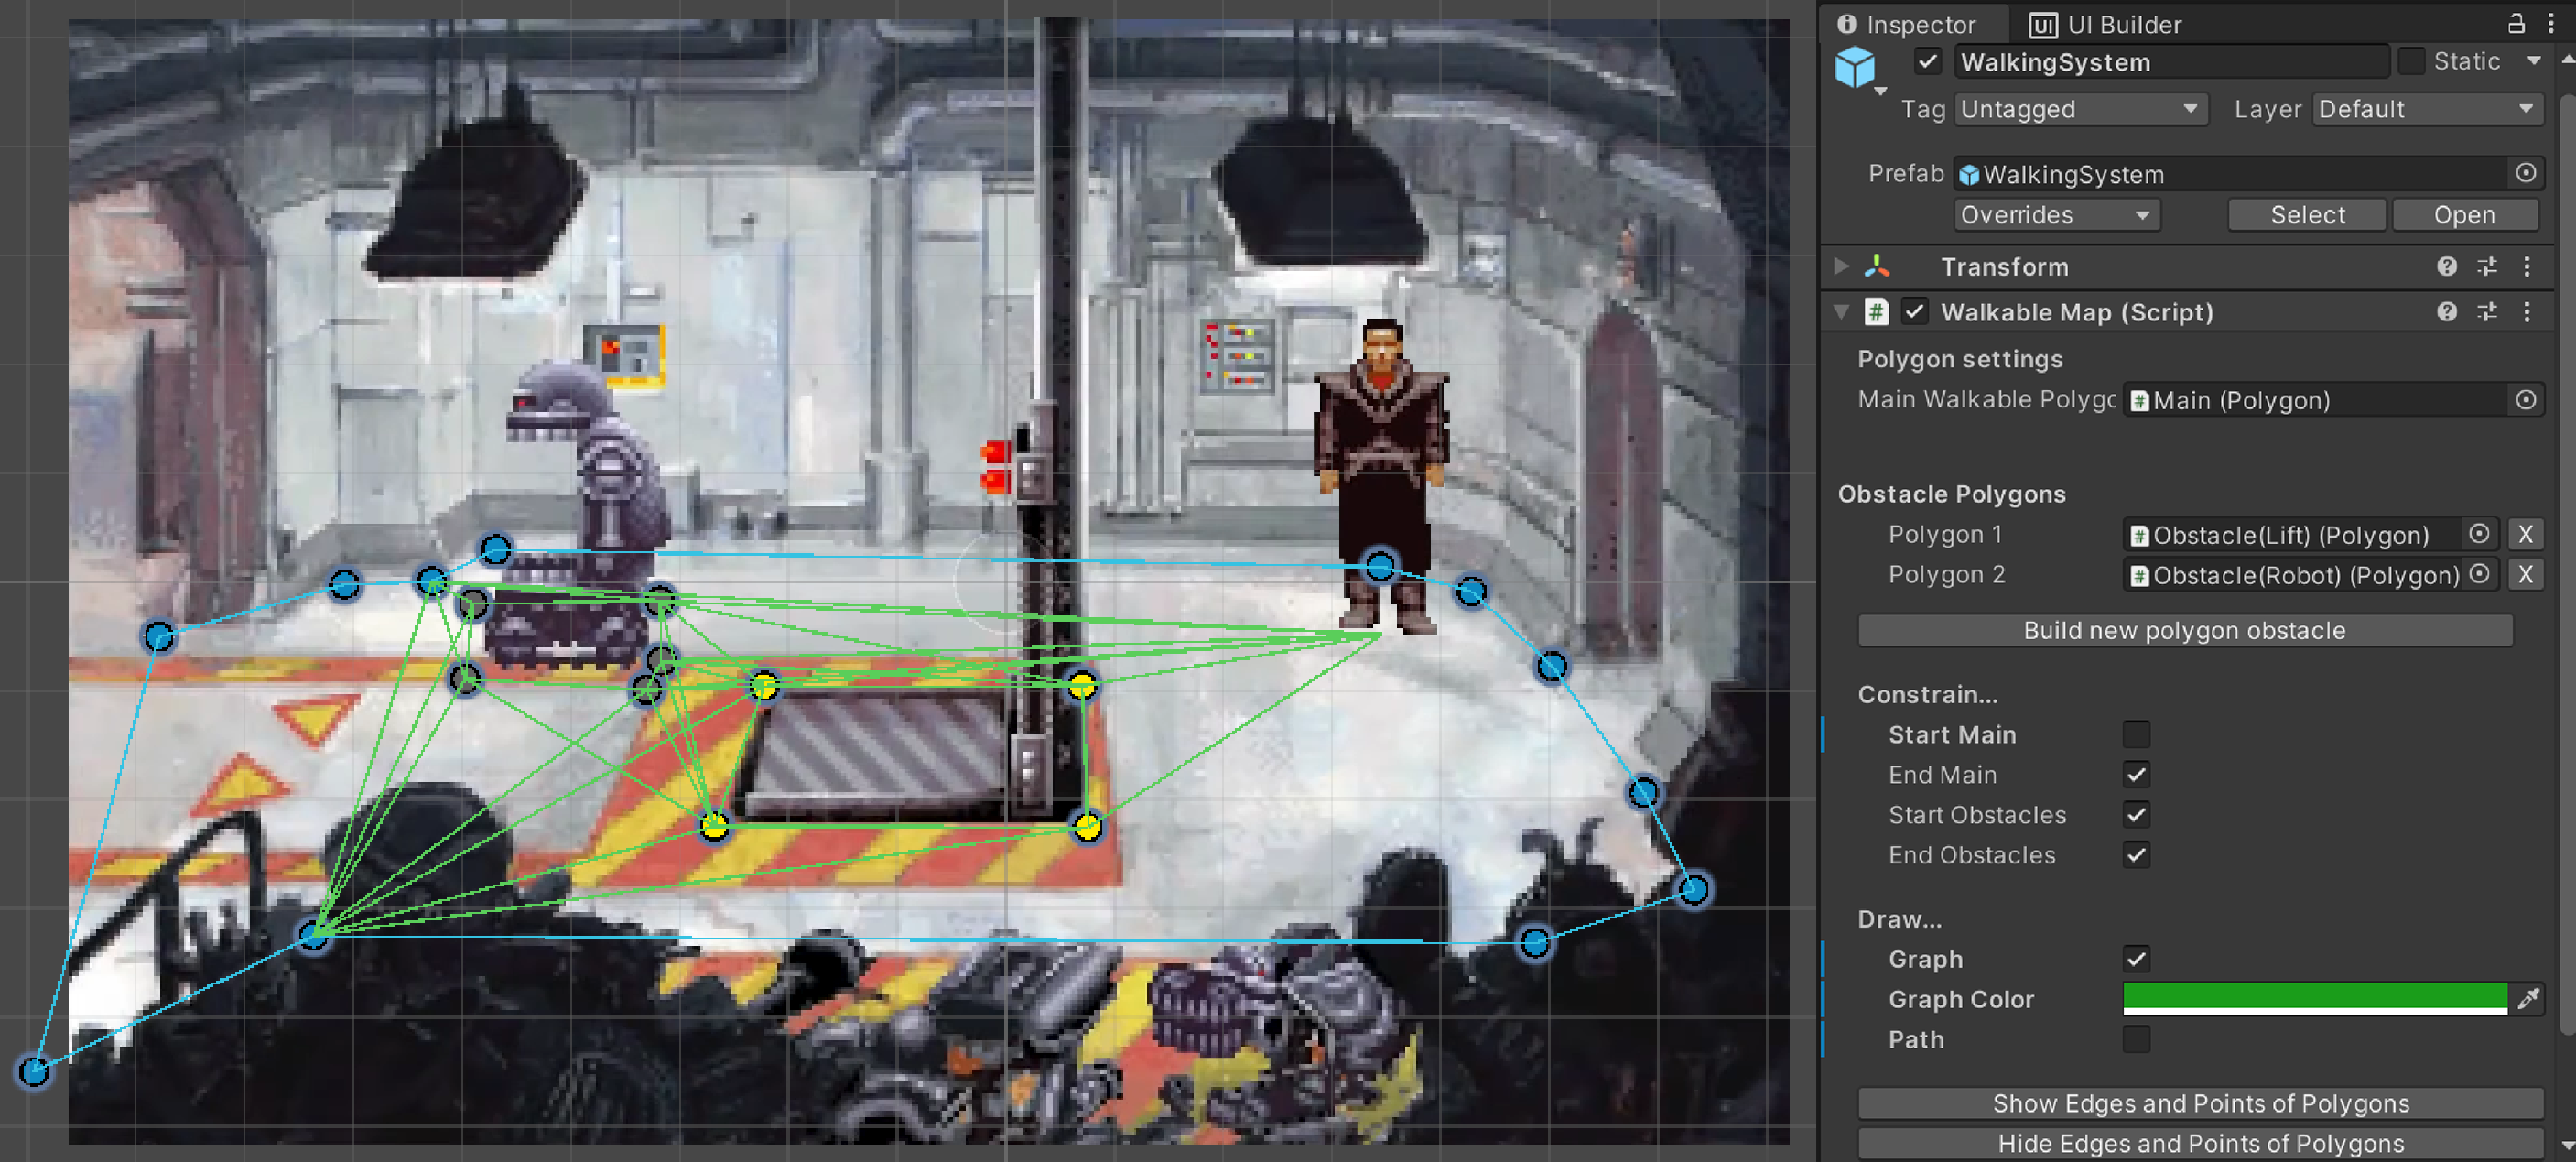 Inspector UI UI Builder
WalkingSystem Static
Tag Untagged Layer Default
Prefab WalkingSystem
Overrides Select Open
Transform
# Walkable Map (Script)
Polygon settings
Main Walkable Polygc # Main (Polygon)
Obstacle Polygons
Polygon 1 # Obstacle(Lift) (Polygon) X
Polygon 2 # Obstacle(Robot) (Polygon) X
Build new polygon obstacle
Constrain...
Start Main
End Main
Start Obstacles
End Obstacles
Draw...
Graph
Graph Color
Path
Show Edges and Points of Polygons
Hide Edges and Points of Polygons